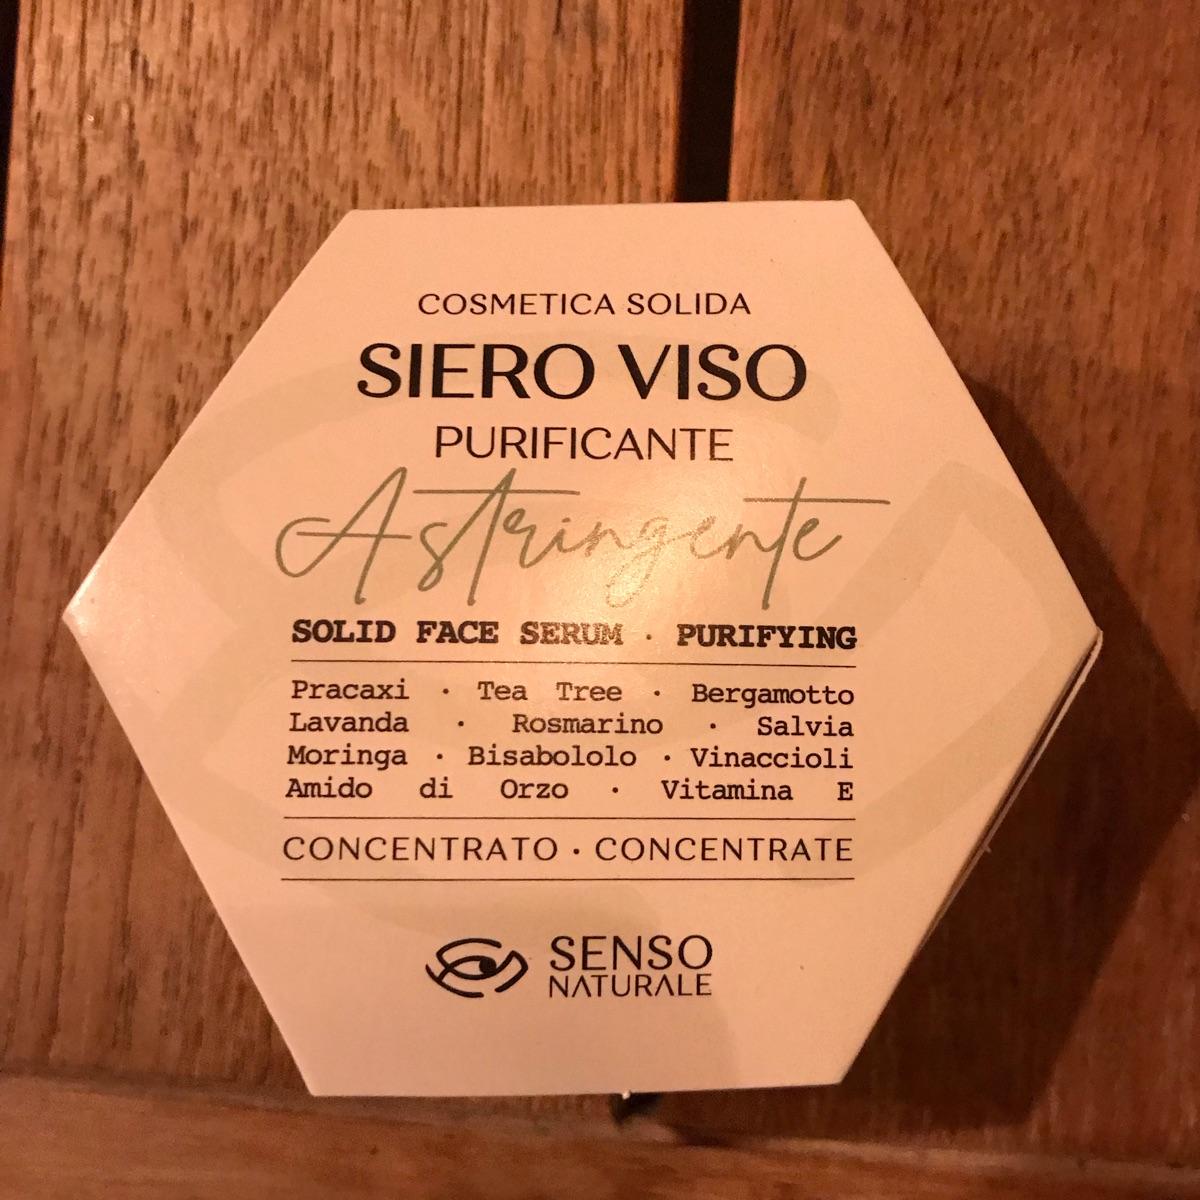 COSMETICA SOLIDA
SIERO VISO
PURIFICANTE
Astringente
SOLID FACE SERUM · PURIFYING
Pracaxi · Tea Tree · Bergamotto
Lavanda · Rosmarino · Salvia
Moringa · Bisabololo · Vinaccioli
Amido di Orzo · Vitamina E
CONCENTRATO · CONCENTRATE
SENSO
NATURALE